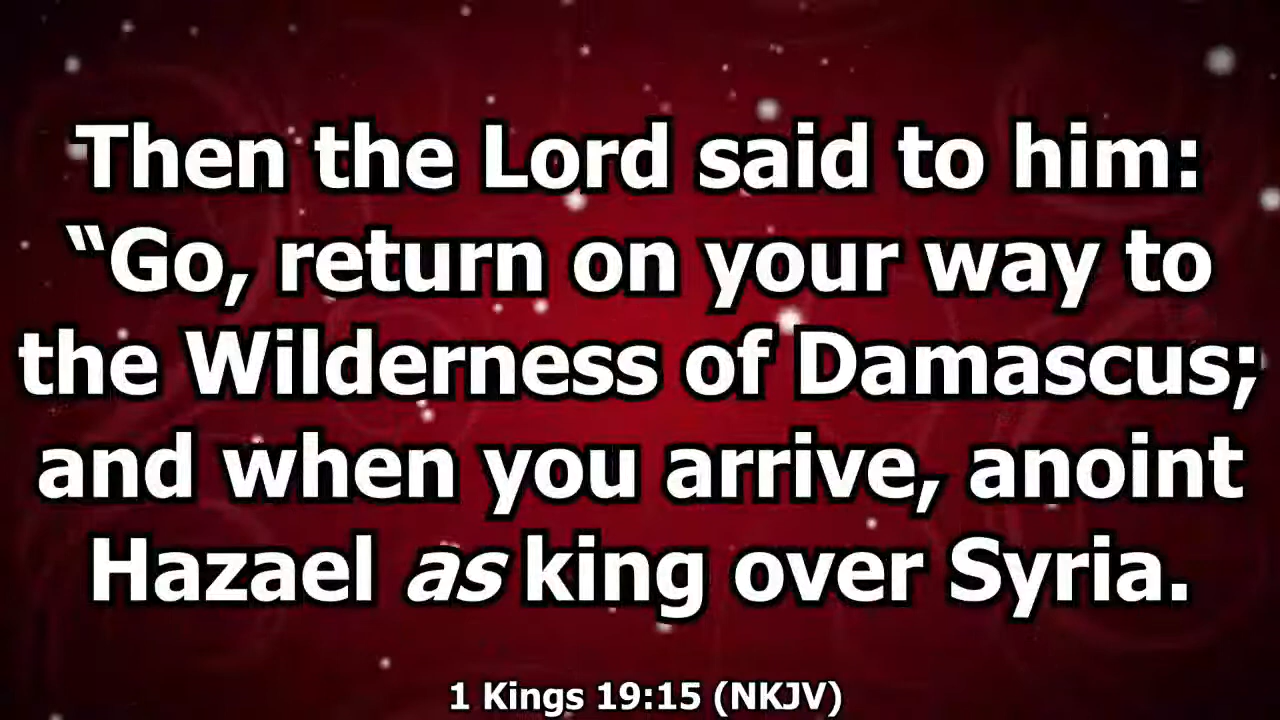 Then the Lord said to him:
“Go, return on your way to
the Wilderness of Damascus;
and when you arrive, anoint
Hazael as king over Syria.
1 Kings 19:15 (NKJV)